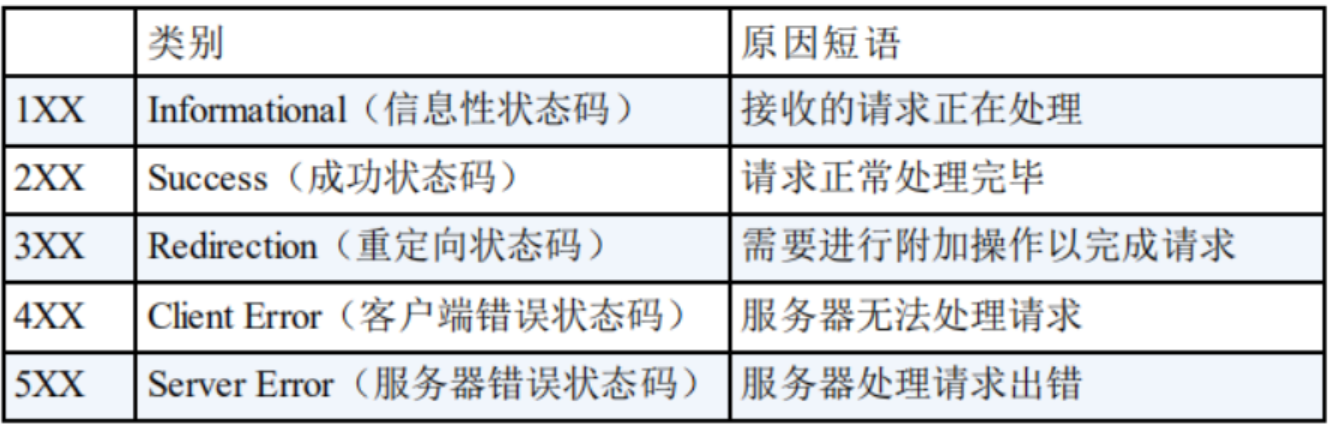 类别 原因短语
1XX Informational（信息性状态码） 接收的请求正在处理
2XX Success（成功状态码） 请求正常处理完毕
3XX Redirection（重定向状态码） 需要进行附加操作以完成请求
4XX Client Error（客户端错误状态码） 服务器无法处理请求
5XX Server Error（服务器错误状态码） 服务器处理请求出错